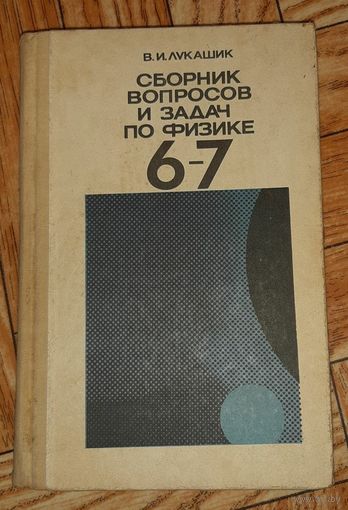 В. И. ЛУКАШИК
СБОРНИК
ВОПРОСОВ
И ЗАДАЧ
ПО ФИЗИКЕ
6-7